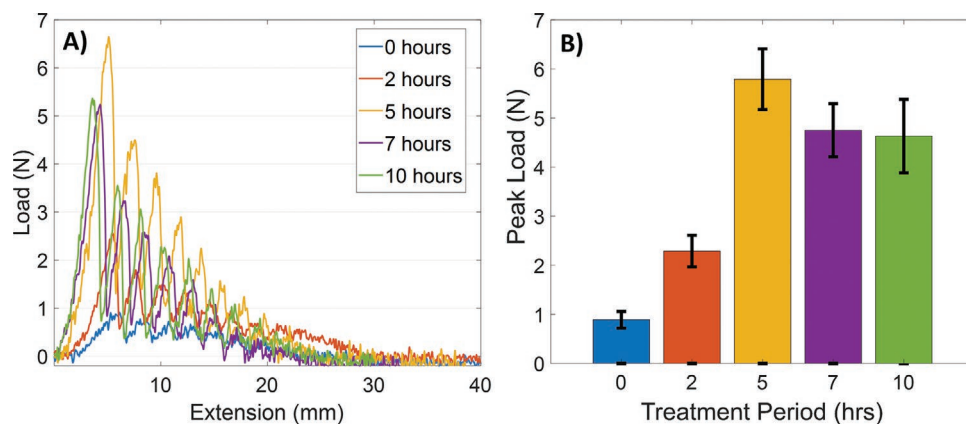 A)
7
6
5
4
3
2
1
0
Load (N)
10
20
30
40
Extension (mm)
0 hours
2 hours
5 hours
7 hours
10 hours
B)
7
6
5
4
3
2
1
0
Peak Load (N)
0
2
5
7
10
Treatment Period (hrs)